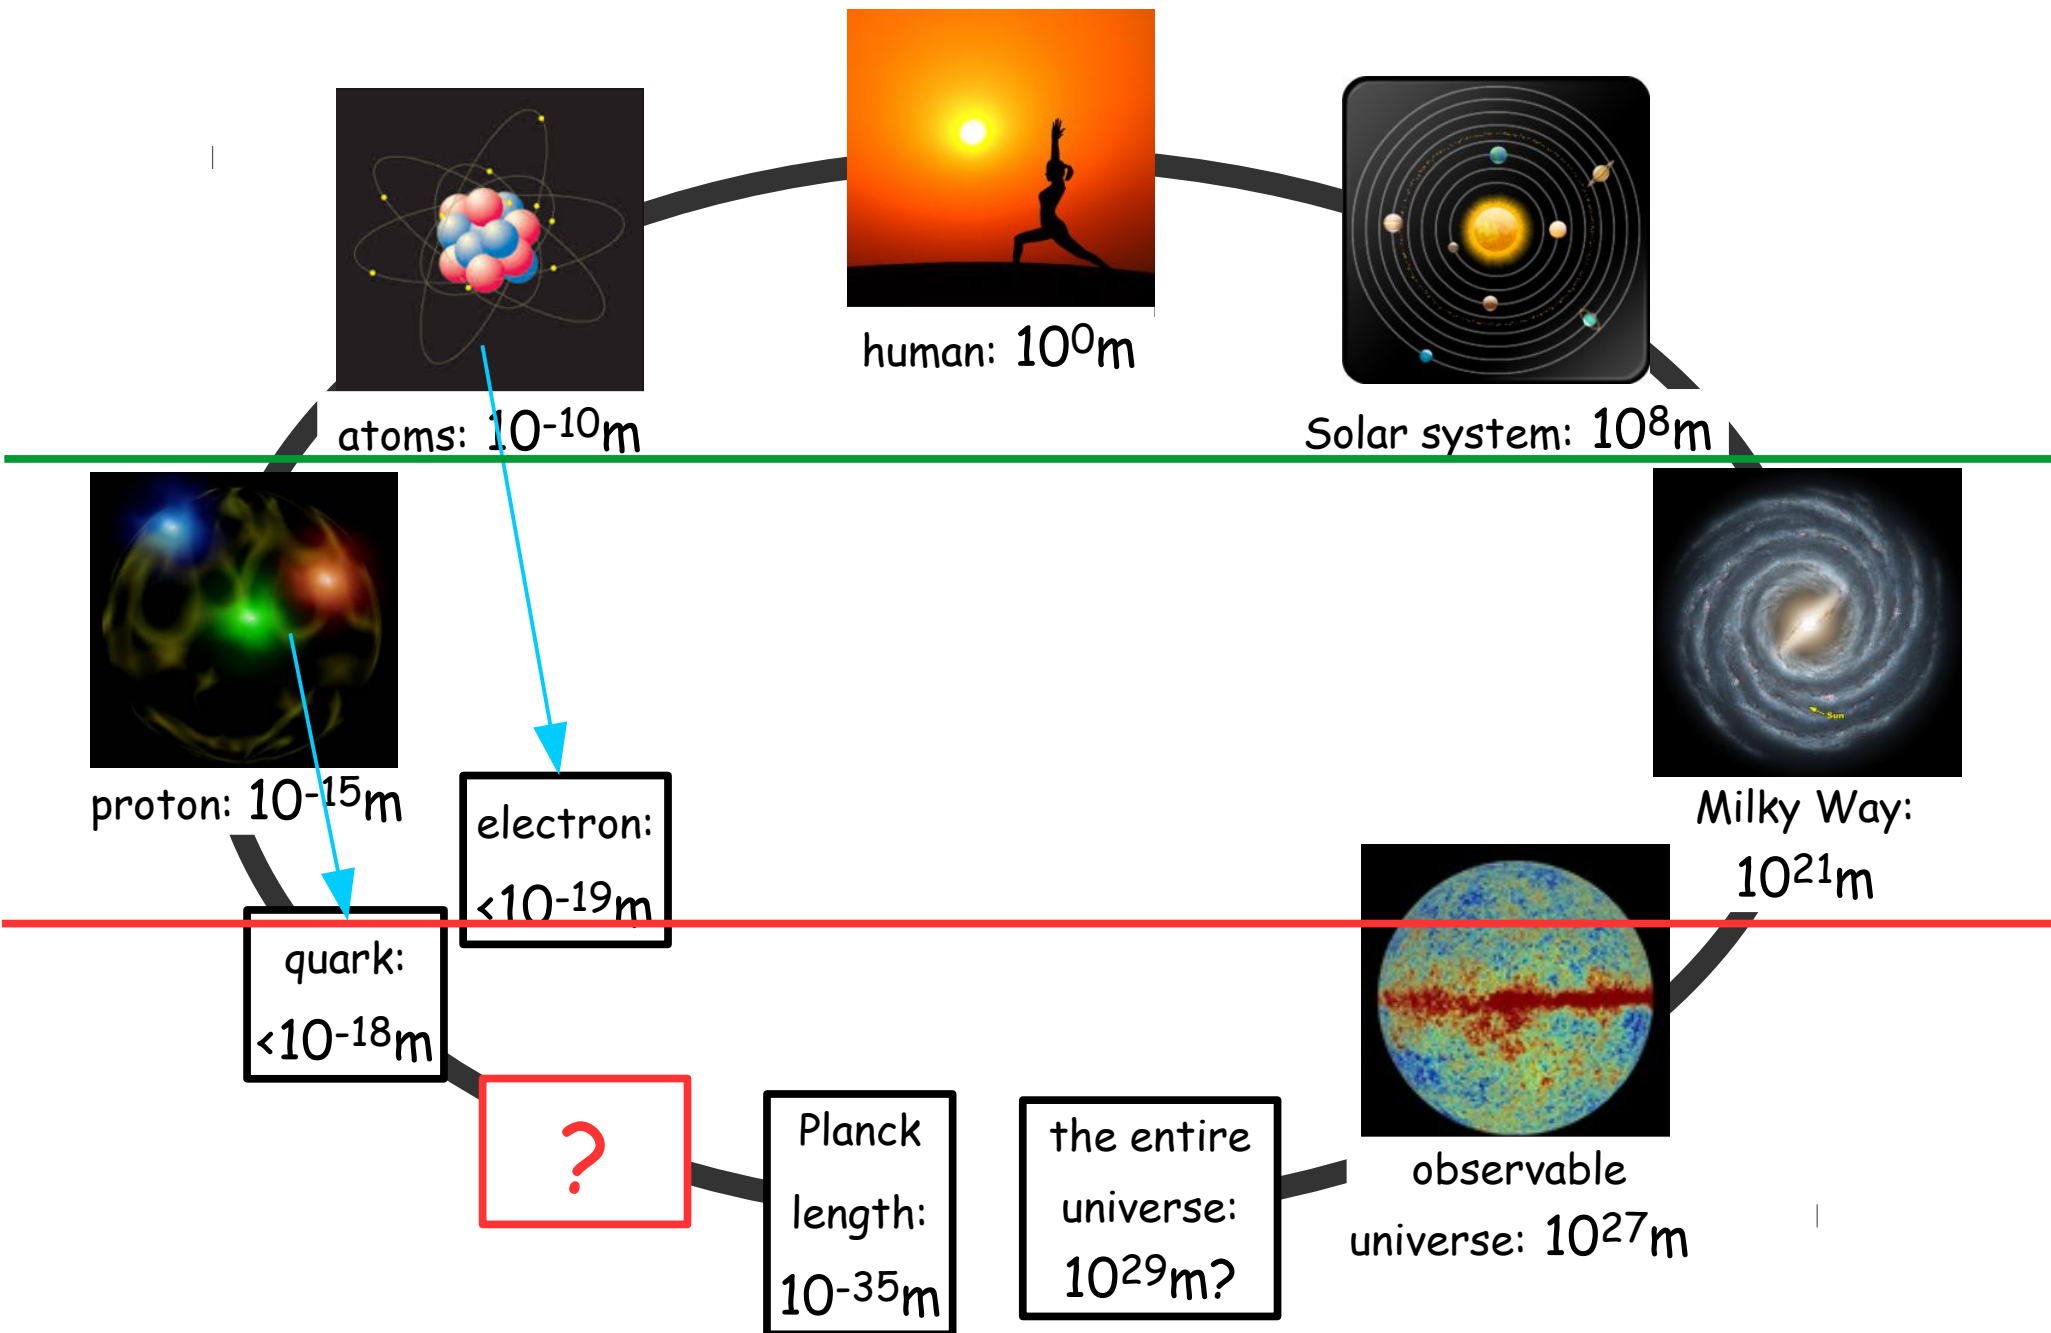 human: 10⁰m
atoms: 10⁻¹⁰m
Solar system: 10⁸m
Sun
proton: 10⁻¹⁵m
electron:
<10⁻¹⁹m
Milky Way:
10²¹m
quark:
<10⁻¹⁸m
?
Planck
length:
10⁻³⁵m
the entire
universe:
10²⁹m?
observable
universe: 10²⁷m